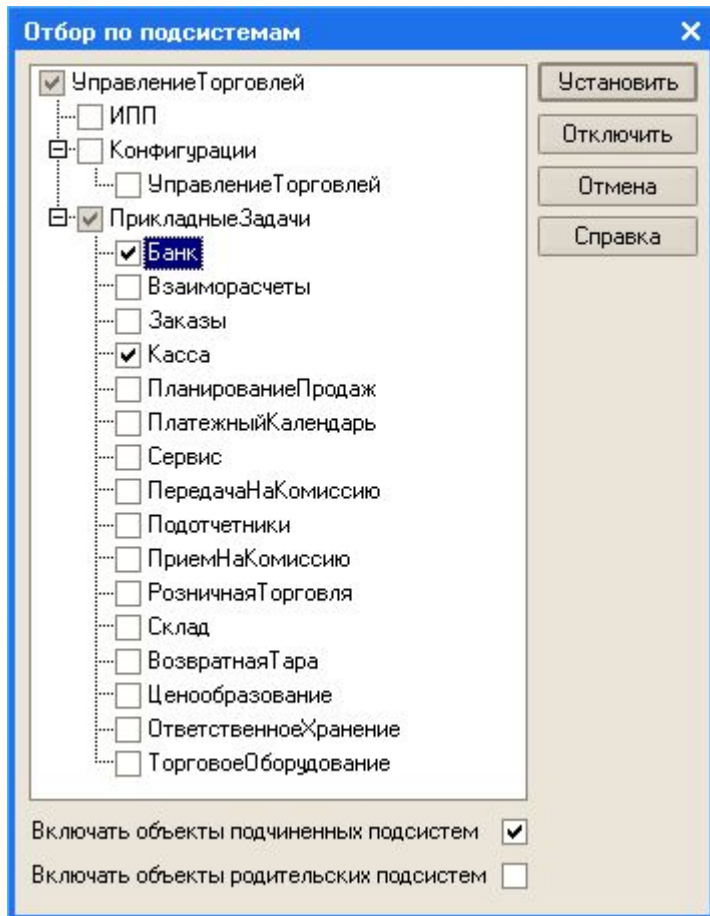 Отбор по подсистемам
УправлениеТорговлей
ИПП
Конфигурации
УправлениеТорговлей
ПрикладныеЗадачи
Банк
Взаиморасчеты
Заказы
Касса
ПланированиеПродаж
ПлатежныйКалендарь
Сервис
ПередачаНаКомиссию
Подотчетники
ПриемНаКомиссию
РозничнаяТорговля
Склад
ВозвратнаяТара
Ценообразование
ОтветственноеХранение
ТорговоеОборудование
Установить
Отключить
Отмена
Справка
Включать объекты подчиненных подсистем
Включать объекты родительских подсистем